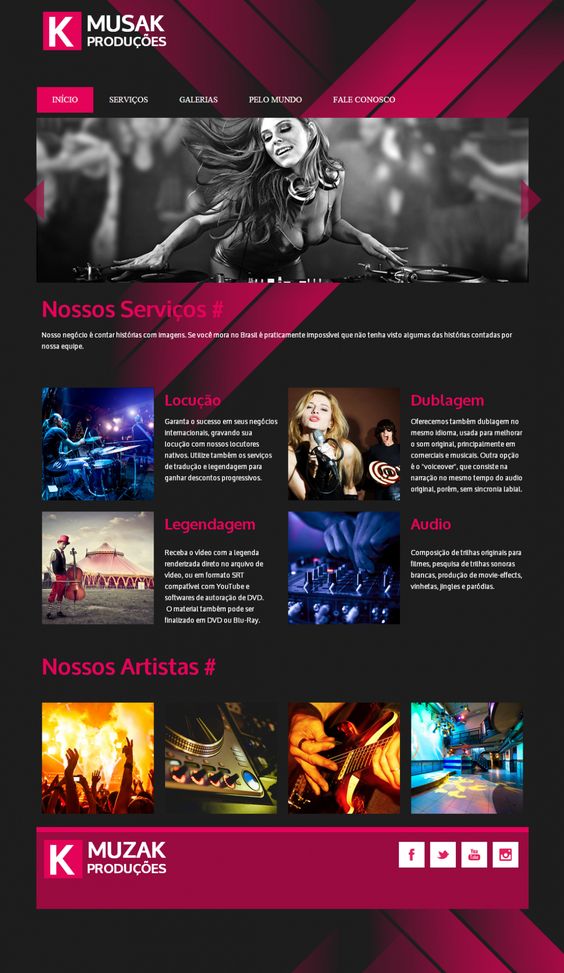 K MUSAK
PRODUÇÕES
INÍCIO SERVIÇOS GALERIAS PELO MUNDO FALE CONOSCO
Nossos Serviços #
Nosso negócio é contar histórias com imagens. Se você mora no Brasil é praticamente impossível que não tenha visto algumas das histórias contadas por
nossa equipe.
Locução
Garanta o sucesso em seus negócios
internacionais, gravando sua
locução com nossos locutores
nativos. Utilize também os serviços
de tradução e legendagem para
ganhar descontos progressivos.
Dublagem
Oferecemos também dublagem no
mesmo idioma, usada para melhorar
o som original, principalmente em
comerciais e musicais. Outra opção
é o "voiceover", que consiste na
narração no mesmo tempo do audio
original, porém, sem sincronia labial.
Legendagem
Receba o vídeo com a legenda
renderizada direto no arquivo de
vídeo, ou em formato SRT
compatível com YouTube e
softwares de autoração de DVD.
O material também pode ser
finalizado em DVD ou Blu-Ray.
Audio
Composição de trilhas originais para
filmes, pesquisa de trilhas sonoras
brancas, produção de movie-effects,
vinhetas, jingles e paródias.
Nossos Artistas #
K MUZAK
PRODUÇÕES
f You Tube